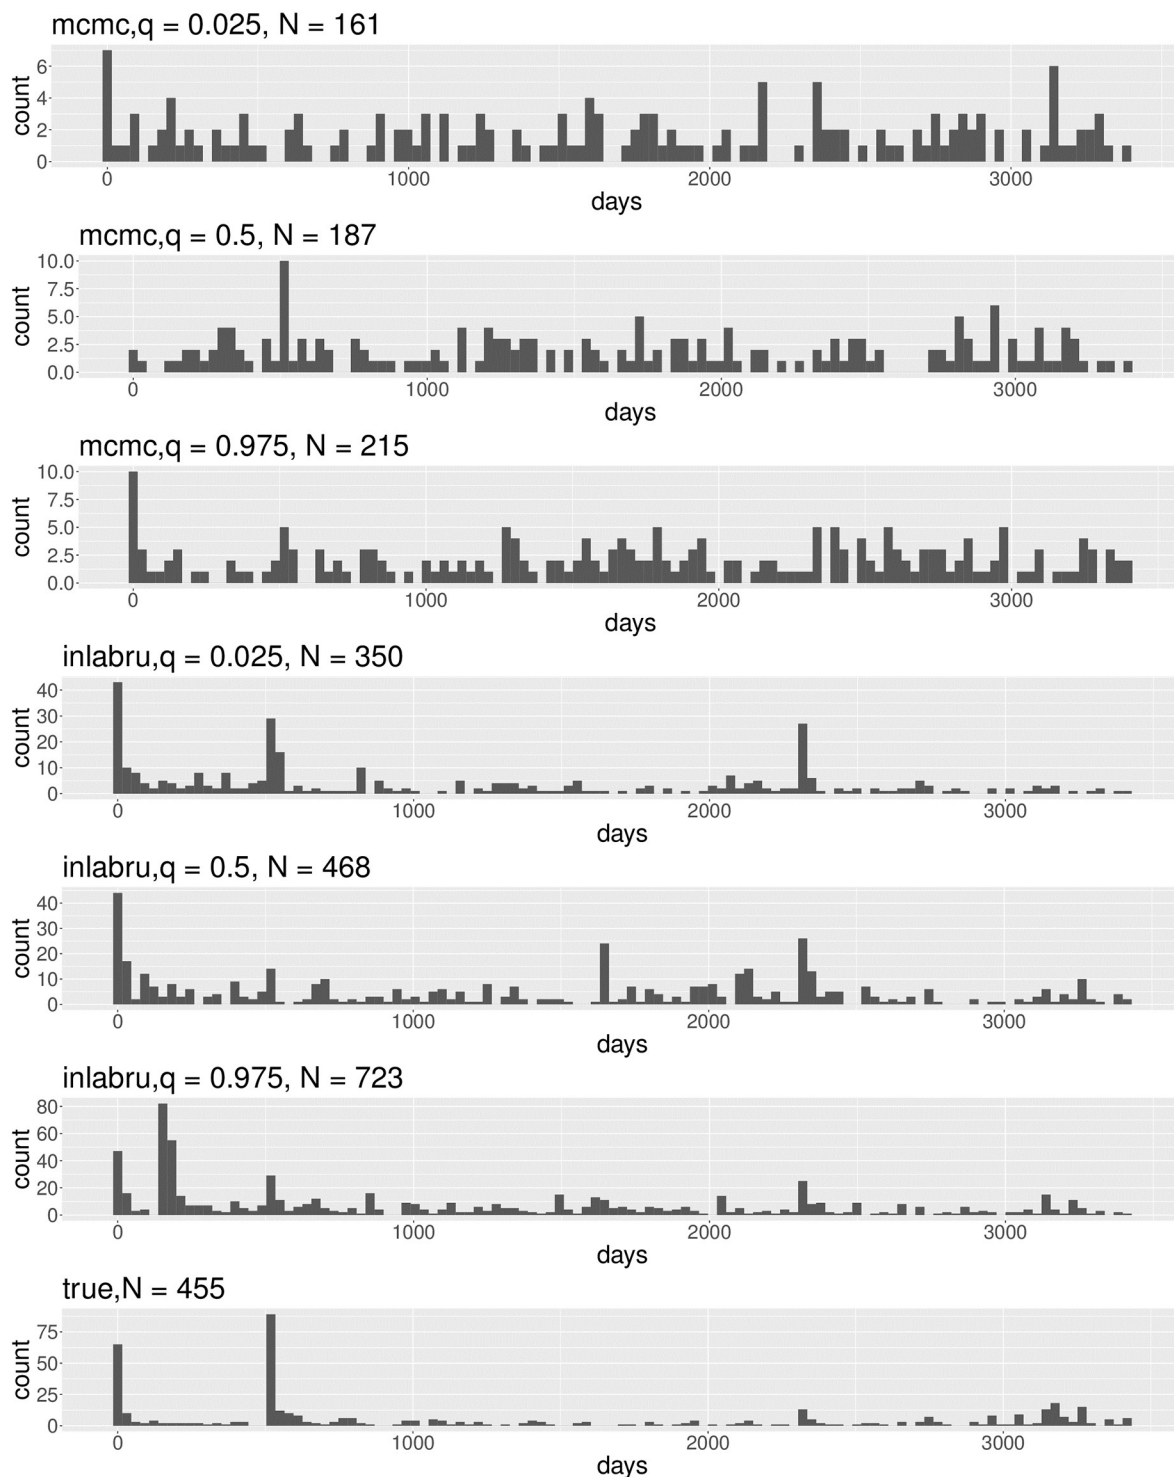 mcmc,q = 0.025, N = 161
6
4
2
0
count
0 1000 2000 3000
days
mcmc,q = 0.5, N = 187
10.0
7.5
5.0
2.5
0.0
count
0 1000 2000 3000
days
mcmc,q = 0.975, N = 215
10.0
7.5
5.0
2.5
0.0
count
0 1000 2000 3000
days
inlabru,q = 0.025, N = 350
40
30
20
10
0
count
0 1000 2000 3000
days
inlabru,q = 0.5, N = 468
40
30
20
10
0
count
0 1000 2000 3000
days
inlabru,q = 0.975, N = 723
80
60
40
20
0
count
0 1000 2000 3000
days
true,N = 455
75
50
25
0
count
0 1000 2000 3000
days